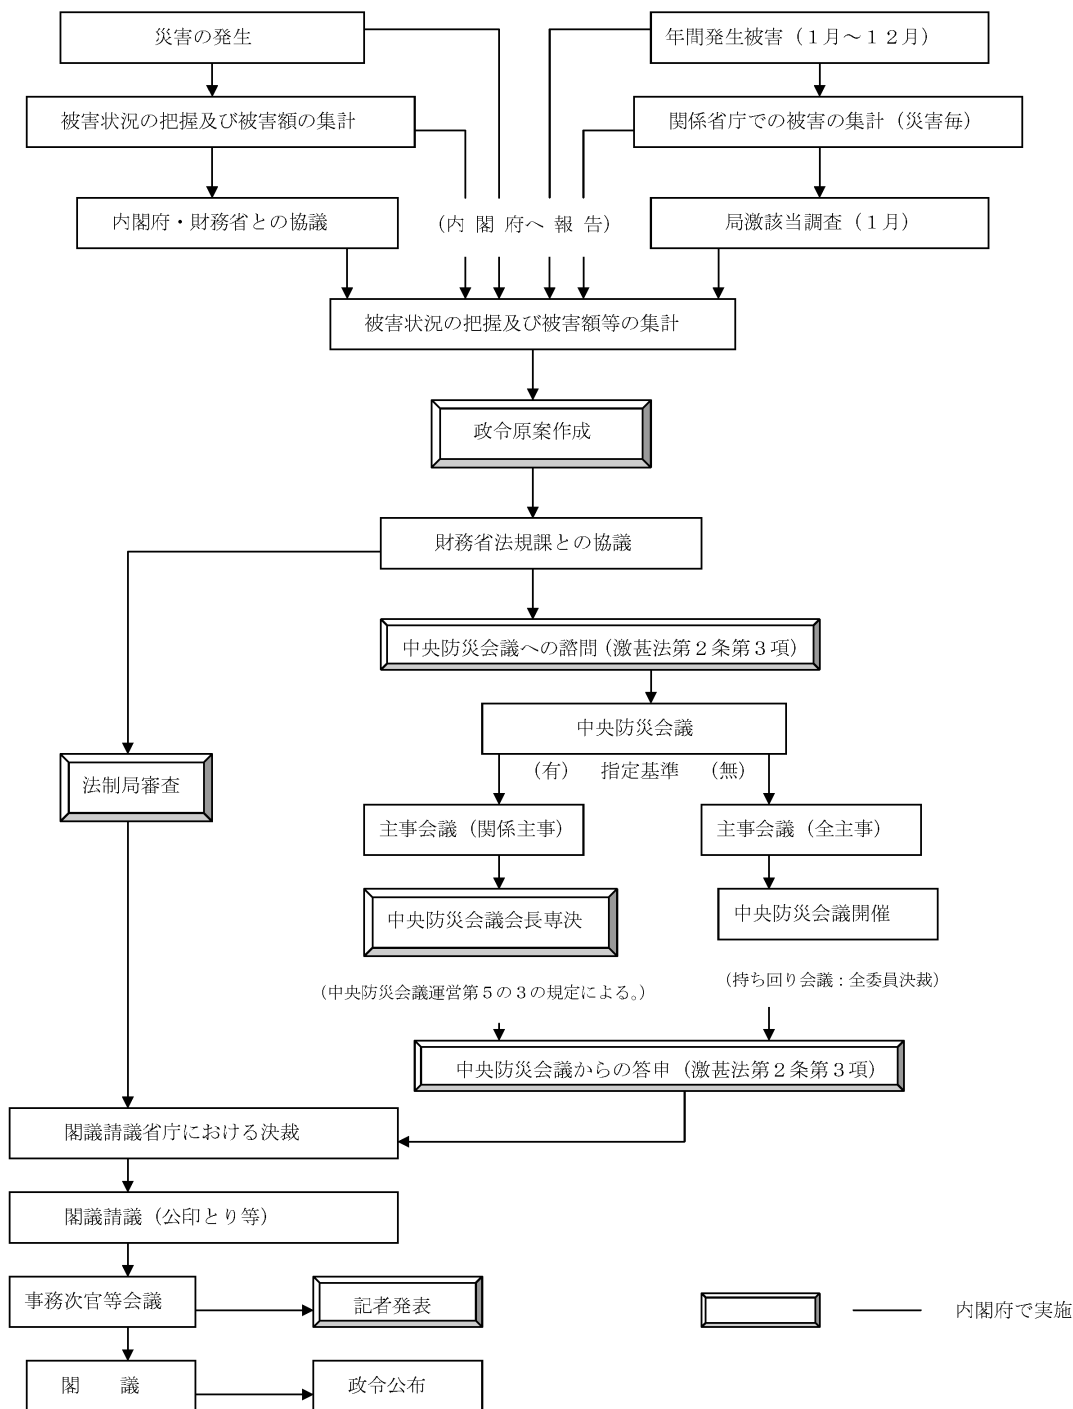 災害の発生
年間発生被害（１月～１２月）
被害状況の把握及び被害額の集計
関係省庁での被害の集計（災害毎）
内閣府・財務省との協議
（内 閣 府へ 報 告）
局激該当調査（１月）
被害状況の把握及び被害額等の集計
政令原案作成
財務省法規課との協議
中央防災会議への諮問（激甚法第２条第３項）
中央防災会議
（有） 指定基準 （無）
法制局審査
主事会議（関係主事）
主事会議（全主事）
中央防災会議会長専決
中央防災会議開催
（中央防災会議運営第５の３の規定による。）
（持ち回り会議：全委員決裁）
中央防災会議からの答申（激甚法第２条第３項）
閣議請議省庁における決裁
閣議請議（公印とり等）
事務次官等会議
記者発表
内閣府で実施
閣 議
政令公布